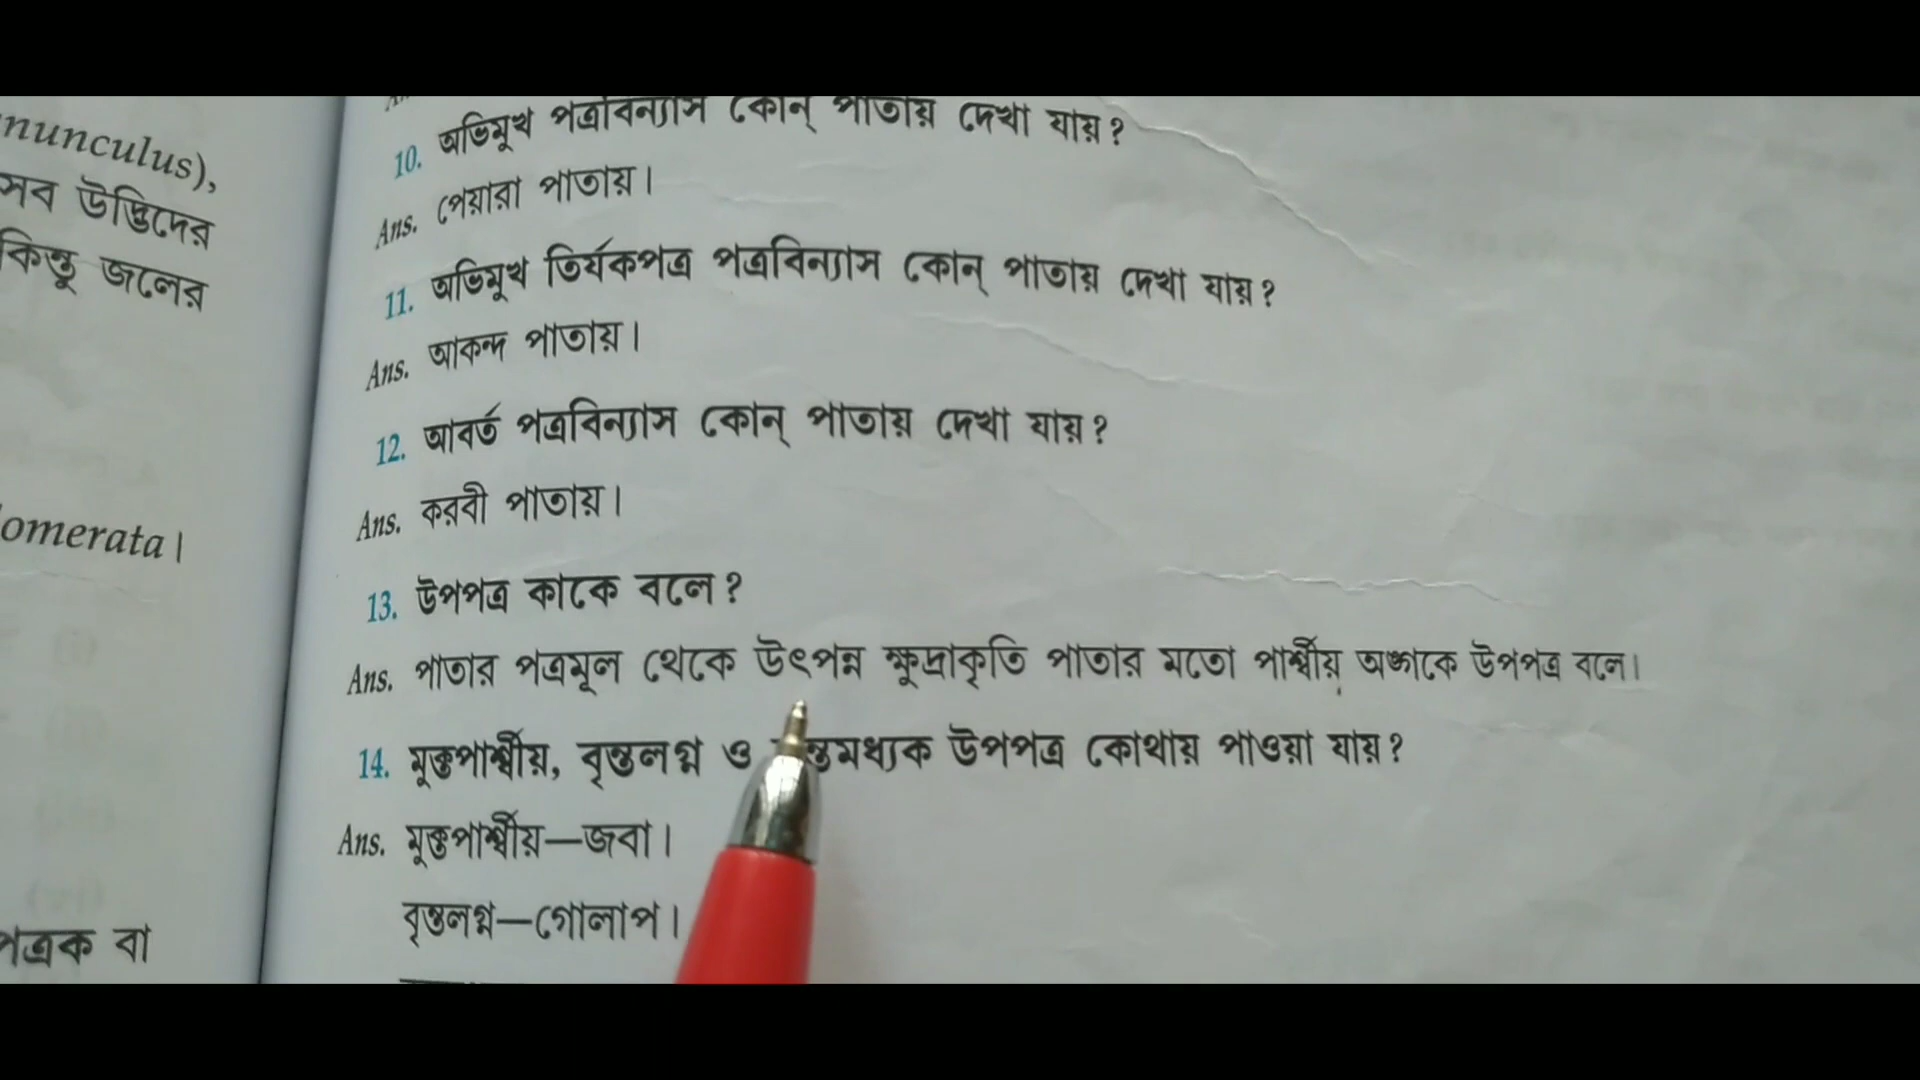 nunculus),
সব উদ্ভিদের
কিন্তু জলের
omerata।
পত্রক বা
10. অভিমুখ পত্রবিন্যাস কোন্ পাতায় দেখা যায়?
Ans. পেয়ারা পাতায়।
11. অভিমুখ তির্যকপত্র পত্রবিন্যাস কোন্ পাতায় দেখা যায়?
Ans. আকন্দ পাতায়।
12. আবর্ত পত্রবিন্যাস কোন্ পাতায় দেখা যায়?
Ans. করবী পাতায়।
13. উপপত্র কাকে বলে?
Ans. পাতার পত্রমূল থেকে উৎপন্ন ক্ষুদ্রাকৃতি পাতার মতো পার্শ্বীয় অঙ্গকে উপপত্র বলে।
14. মুক্তপার্শ্বীয়, বৃন্তলগ্ন ও ন্তমধ্যক উপপত্র কোথায় পাওয়া যায়?
Ans. মুক্তপার্শ্বীয়—জবা।
বৃন্তলগ্ন—গোলাপ।